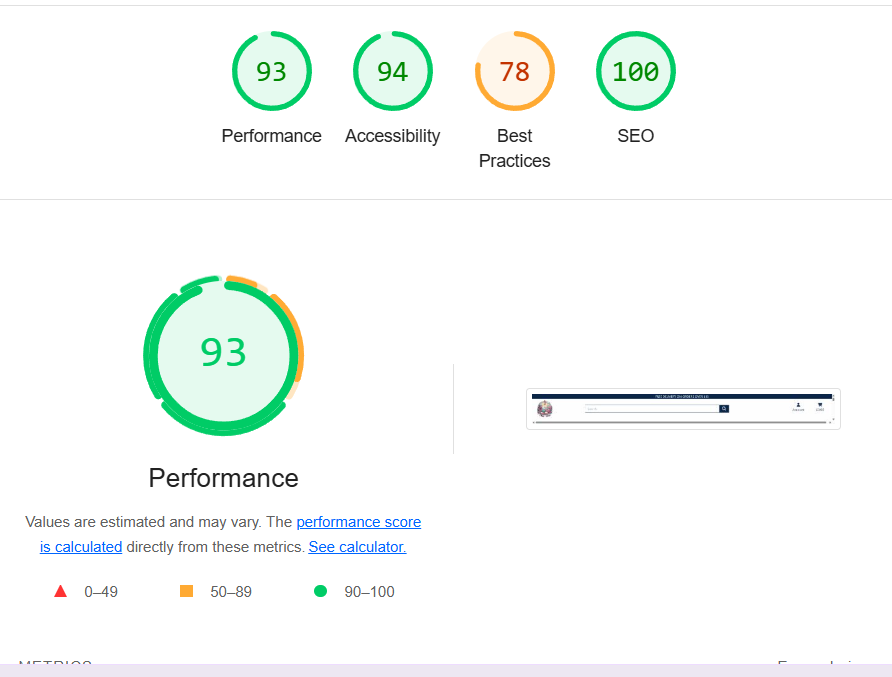 93
94
78
100
Performance
Accessibility
Best
Practices
SEO
93
Performance
Values are estimated and may vary. The performance score
is calculated directly from these metrics. See calculator.
0–49
50–89
90–100
METRICS